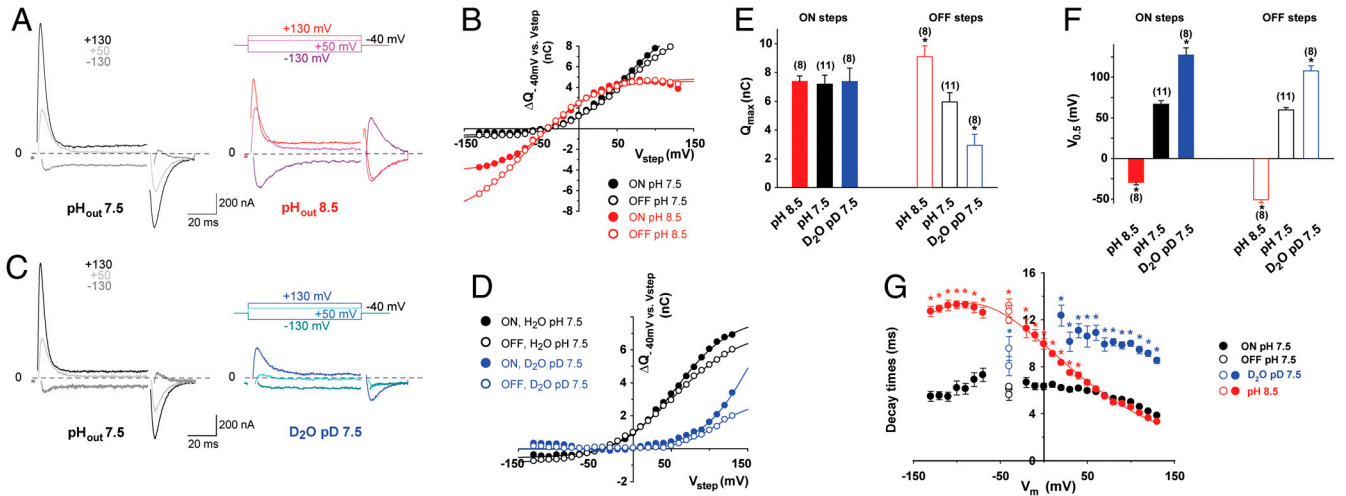 A
+130
+50
-130
0
*
pHout 7.5
200 nA
20 ms
+130 mV
+50 mV
-130 mV
-40 mV
0
pHout 8.5
B
ΔQ- 40mV vs. Vstep
(nC)
8
6
4
2
-150
-50
50
150
-2
-4
-6
-8
Vstep (mV)
ON pH 7.5
OFF pH 7.5
ON pH 8.5
OFF pH 8.5
C
+130
+50
-130
0
*
pHout 7.5
200 nA
20 ms
+130 mV
+50 mV
-130 mV
-40 mV
0
D2O pD 7.5
200 nA
20 ms
D
ON, H2O pH 7.5
OFF, H2O pH 7.5
ON, D2O pD 7.5
OFF, D2O pD 7.5
ΔQ- 40mV vs. Vstep
(nC)
6
4
2
-150
-50
50
150
-2
Vstep (mV)
E
ON steps
OFF steps
Qmax (nC)
10
8
6
4
2
0
(8)
(11)
(8)
(8)
*
(11)
(8)
*
pH 8.5
pH 7.5
D2O pD 7.5
pH 8.5
pH 7.5
D2O pD 7.5
F
ON steps
OFF steps
V0.5 (mV)
100
50
0
-50
*
(8)
(11)
(8)
*
*
(8)
(11)
(8)
*
pH 8.5
pH 7.5
D2O pD 7.5
pH 8.5
pH 7.5
D2O pD 7.5
G
Decay times (ms)
16
12
8
4
0
-150
-50
50
150
Vm (mV)
ON pH 7.5
OFF pH 7.5
D2O pD 7.5
pH 8.5